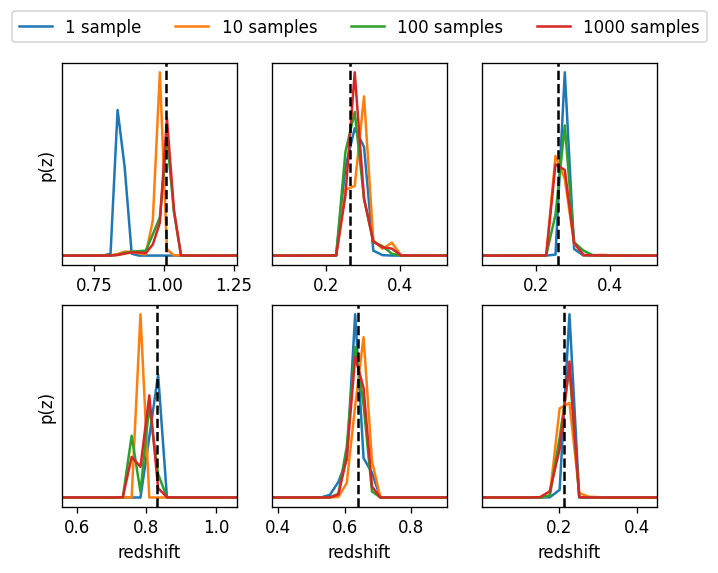 1 sample 10 samples 100 samples 1000 samples
p(z)
0.75 1.00 1.25
0.2 0.4
0.2 0.4
p(z)
0.6 0.8 1.0
0.4 0.6 0.8
0.2 0.4
redshift redshift redshift